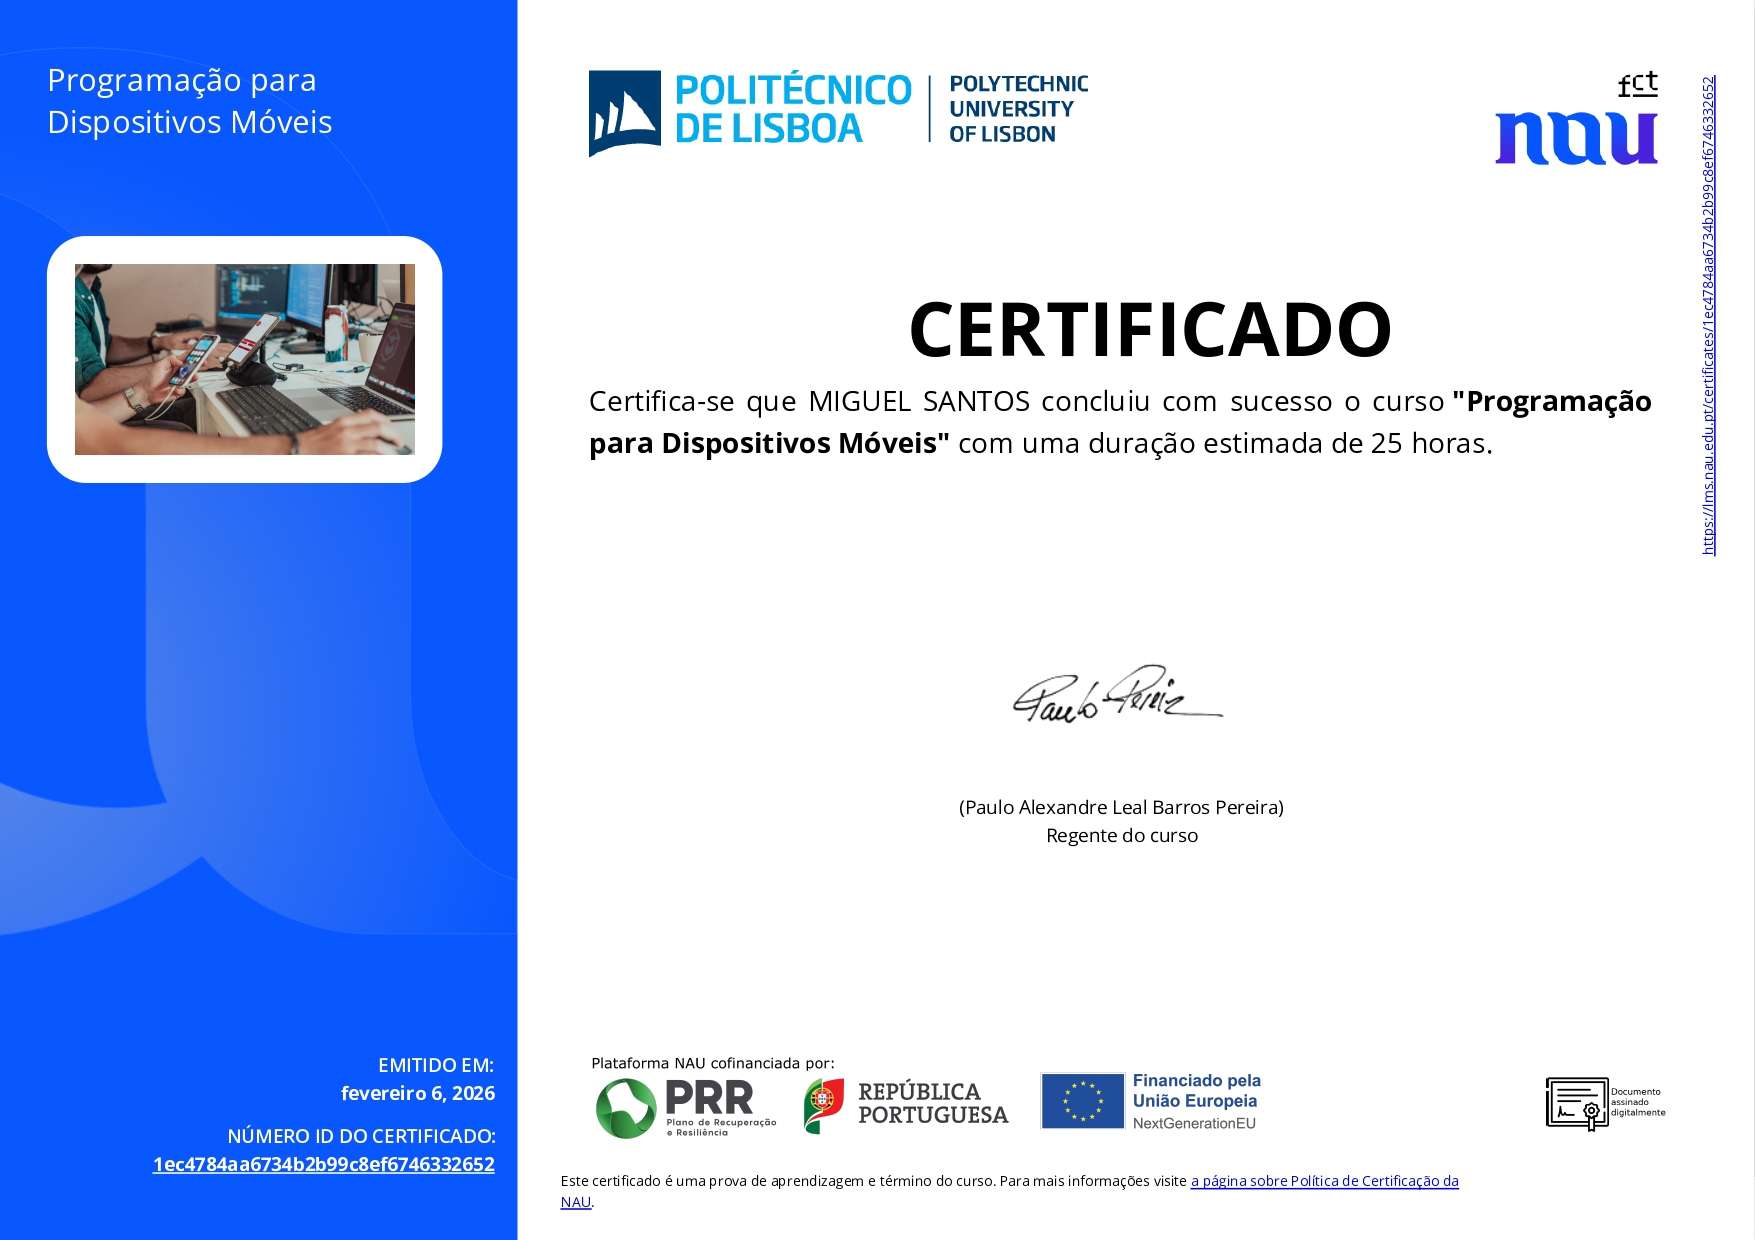 Programação para
Dispositivos Móveis
POLITÉCNICO
DE LISBOA
POLYTECHNIC
UNIVERSITY
OF LISBON
fct
nau
https://lms.nau.edu.pt/certificates/1ec4784aa6734b2b99c8ef6746332652
CERTIFICADO
Certifica-se que MIGUEL SANTOS concluiu com sucesso o curso "Programação
para Dispositivos Móveis" com uma duração estimada de 25 horas.
Paulo Pereira
(Paulo Alexandre Leal Barros Pereira)
Regente do curso
EMITIDO EM:
fevereiro 6, 2026
NÚMERO ID DO CERTIFICADO:
1ec4784aa6734b2b99c8ef6746332652
Plataforma NAU cofinanciada por:
PRR
Plano de Recuperação
e Resiliência
REPÚBLICA
PORTUGUESA
Financiado pela
União Europeia
NextGenerationEU
Documento
assinado
digitalmente
Este certificado é uma prova de aprendizagem e término do curso. Para mais informações visite a página sobre Política de Certificação da
NAU.